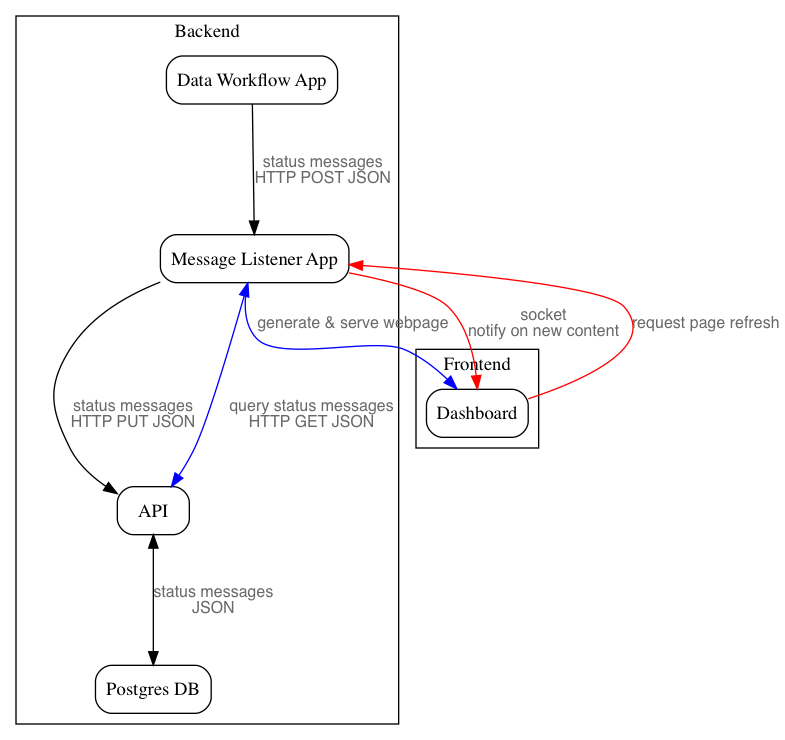 Backend
Data Workflow App
status messages
HTTP POST JSON
Message Listener App
generate & serve webpage
socket
notify on new content
request page refresh
Frontend
Dashboard
status messages
HTTP PUT JSON
query status messages
HTTP GET JSON
API
status messages
JSON
Postgres DB